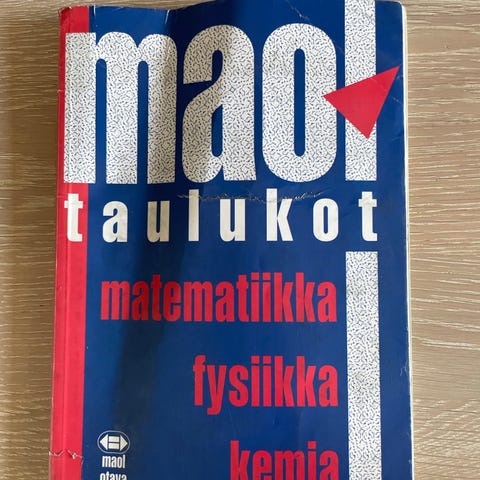 maol
taulukot
matematiikka
fysiikka
kemia
maol
otava